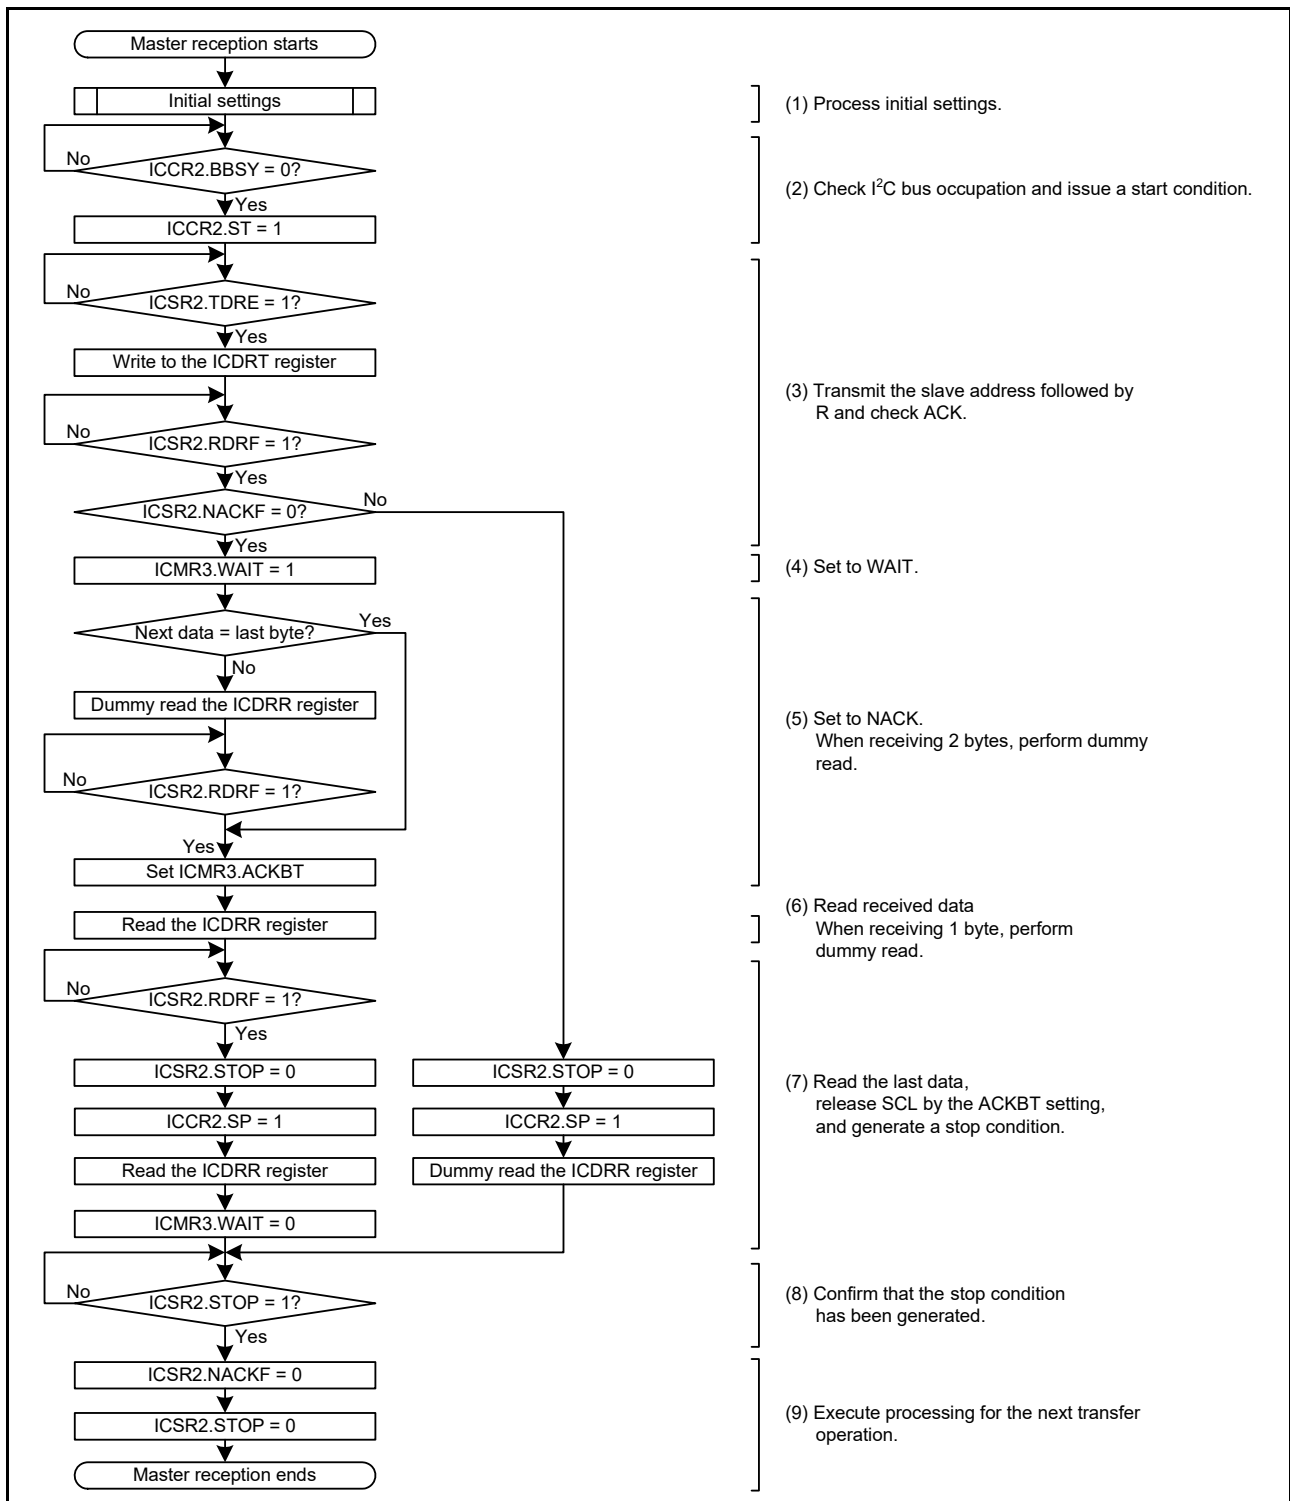 Master reception starts
Initial settings
(1) Process initial settings.
No
ICCR2.BBSY = 0?
Yes
ICCR2.ST = 1
(2) Check I²C bus occupation and issue a start condition.
No
ICSR2.TDRE = 1?
Yes
Write to the ICDRT register
No
ICSR2.RDRF = 1?
Yes
ICSR2.NACKF = 0?
No
Yes
(3) Transmit the slave address followed by
R and check ACK.
ICMR3.WAIT = 1
(4) Set to WAIT.
Next data = last byte?
Yes
No
Dummy read the ICDRR register
No
ICSR2.RDRF = 1?
Yes
Set ICMR3.ACKBT
(5) Set to NACK.
When receiving 2 bytes, perform dummy
read.
Read the ICDRR register
(6) Read received data
When receiving 1 byte, perform
dummy read.
No
ICSR2.RDRF = 1?
Yes
ICSR2.STOP = 0
ICCR2.SP = 1
Read the ICDRR register
ICMR3.WAIT = 0
ICSR2.STOP = 0
ICCR2.SP = 1
Dummy read the ICDRR register
(7) Read the last data,
release SCL by the ACKBT setting,
and generate a stop condition.
No
ICSR2.STOP = 1?
Yes
(8) Confirm that the stop condition
has been generated.
ICSR2.NACKF = 0
ICSR2.STOP = 0
Master reception ends
(9) Execute processing for the next transfer
operation.